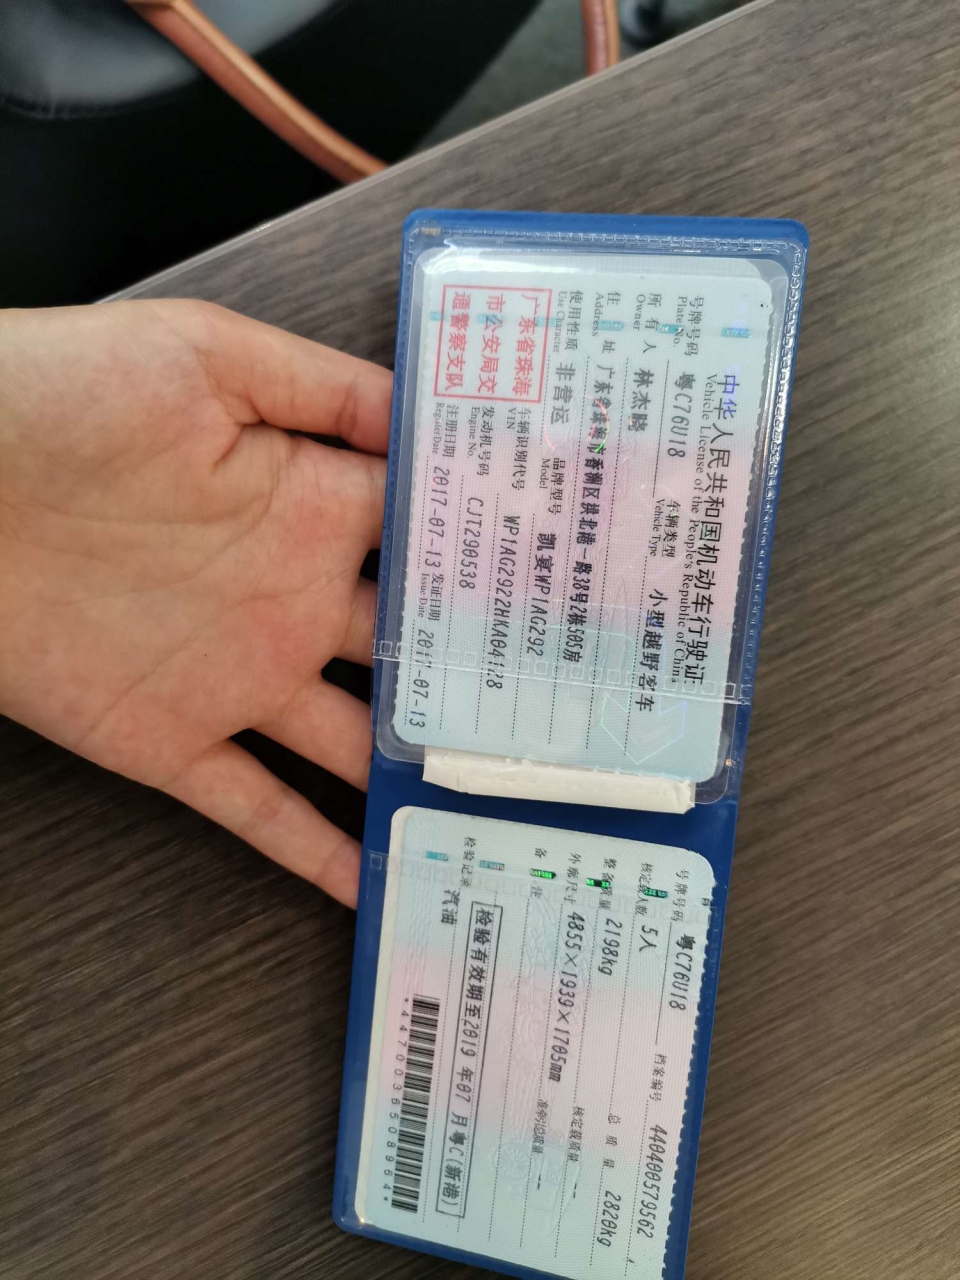 中华人民共和国机动车行驶证
Vehicle License of the People's Republic of China
号牌号码 粤C76U18 车辆类型 小型越野客车
Plate No. Vehicle Type
所有人 林杰晓
Owner
住址 广东省珠海市香洲区拱北港一路38号2栋505房
Address
使用性质 非营运 品牌型号 凯宴WP1AG292
Use Character Model
广东省珠海
市公安局交
通警察支队
车辆识别代号 WP1AG2922HKA04128
VIN
发动机号码 CJT290538
Engine No.
注册日期 2017-07-13 发证日期 2017-07-13
Register Date Issue Date
号牌号码 粤C76U18 档案编号 440400579562
核定载人数 5人 总质量 2820kg
整备质量 2198kg 核定载质量 --
外廓尺寸 4855×1939×1705mm 准牵引总质量 --
备注
检验记录 检验有效期至2019年07月粤C(新港)
汽油
*4470036508964*